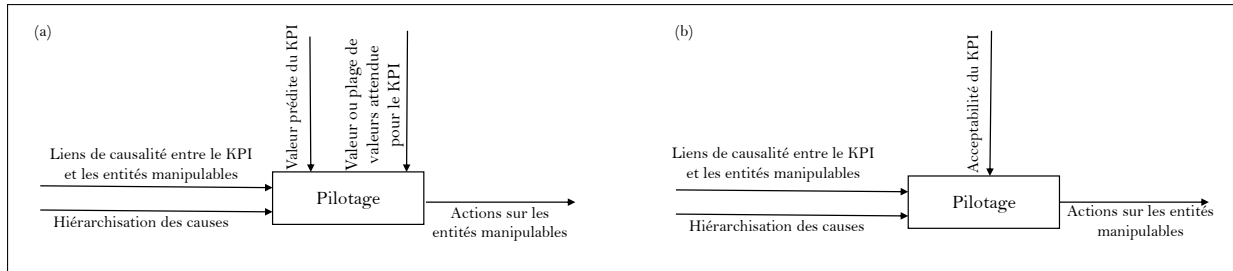 (a)
Valeur prédite du KPI
Valeur ou plage de
valeurs attendue
pour le KPI
Liens de causalité entre le KPI
et les entités manipulables
Hiérarchisation des causes
Pilotage
Actions sur les
entités manipulables
(b)
Acceptabilité du KPI
Liens de causalité entre le KPI
et les entités manipulables
Hiérarchisation des causes
Pilotage
Actions sur les entités
manipulables